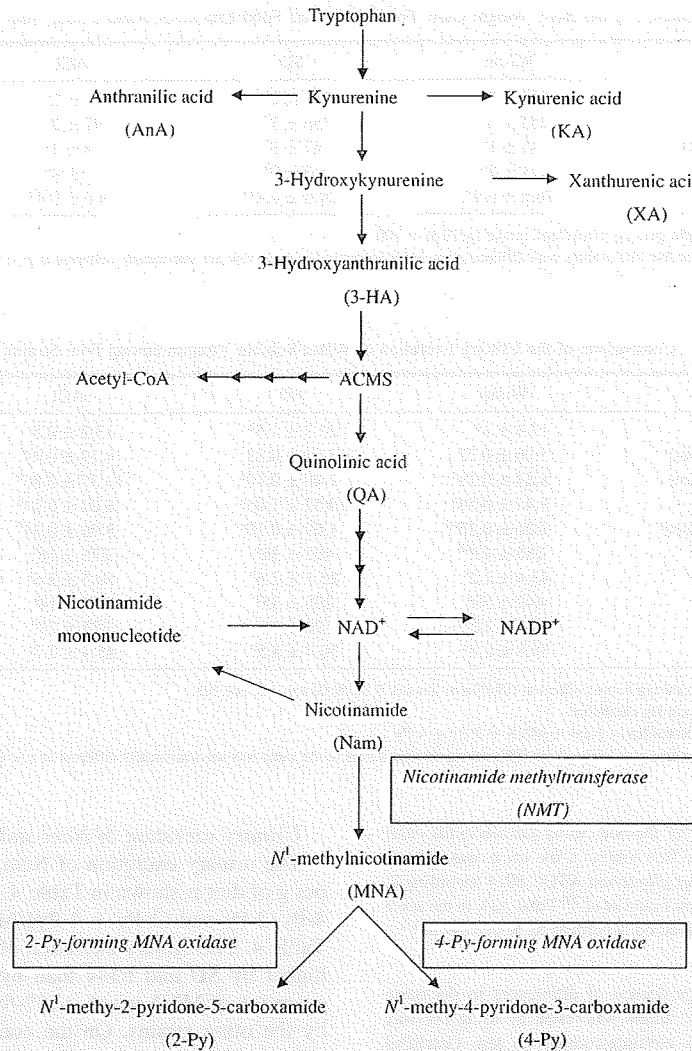 Tryptophan
Anthranilic acid Kynurenine Kynurenic acid
(AnA) (KA)
3-Hydroxykynurenine Xanthurenic acid
(XA)
3-Hydroxyanthranilic acid
(3-HA)
Acetyl-CoA ACMS
Quinolinic acid
(QA)
Nicotinamide
mononucleotide NAD+ NADP+
Nicotinamide
(Nam)
Nicotinamide methyltransferase
(NMT)
N1-methylnicotinamide
(MNA)
2-Py-forming MNA oxidase 4-Py-forming MNA oxidase
N1-methy-2-pyridone-5-carboxamide N1-methy-4-pyridone-3-carboxamide
(2-Py) (4-Py)